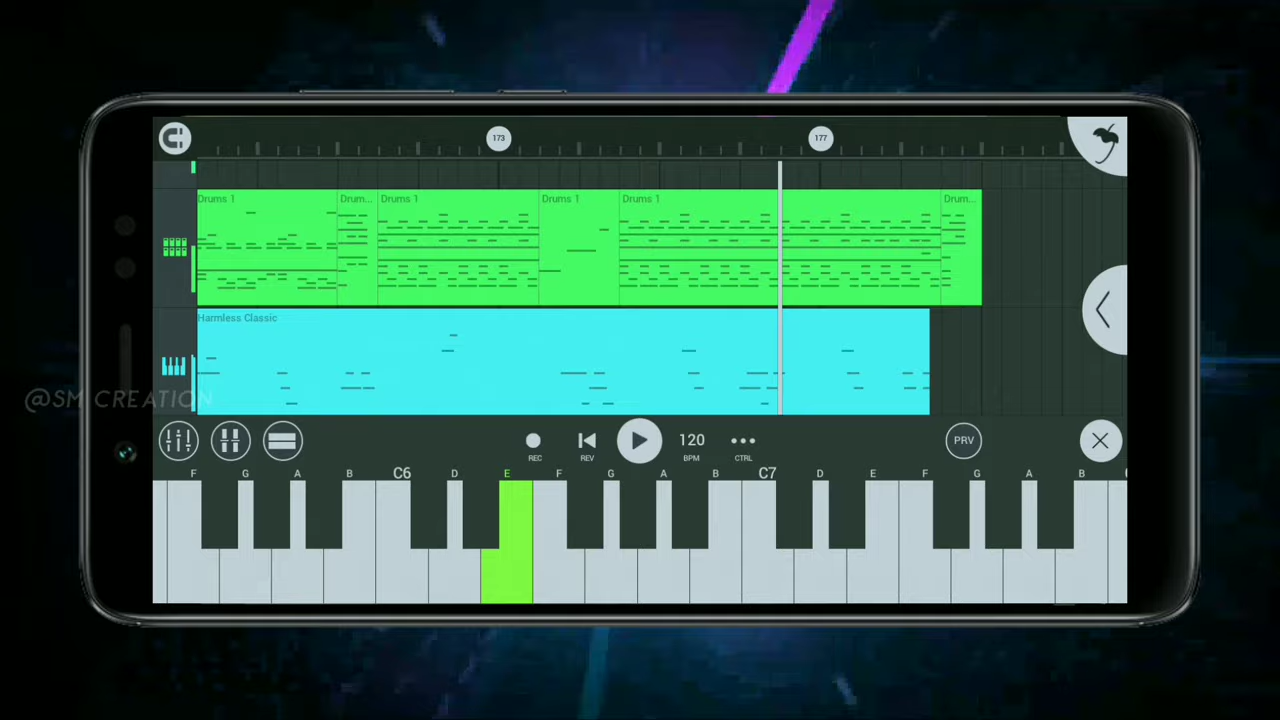 173 177
Drums 1 Drum... Drums 1 Drums 1 Drums 1 Drum...
Harmless Classic
@SM CREATION
120 PRV
REC REV BPM CTRL
F G A B C6 D E F G A B C7 D E F G A B